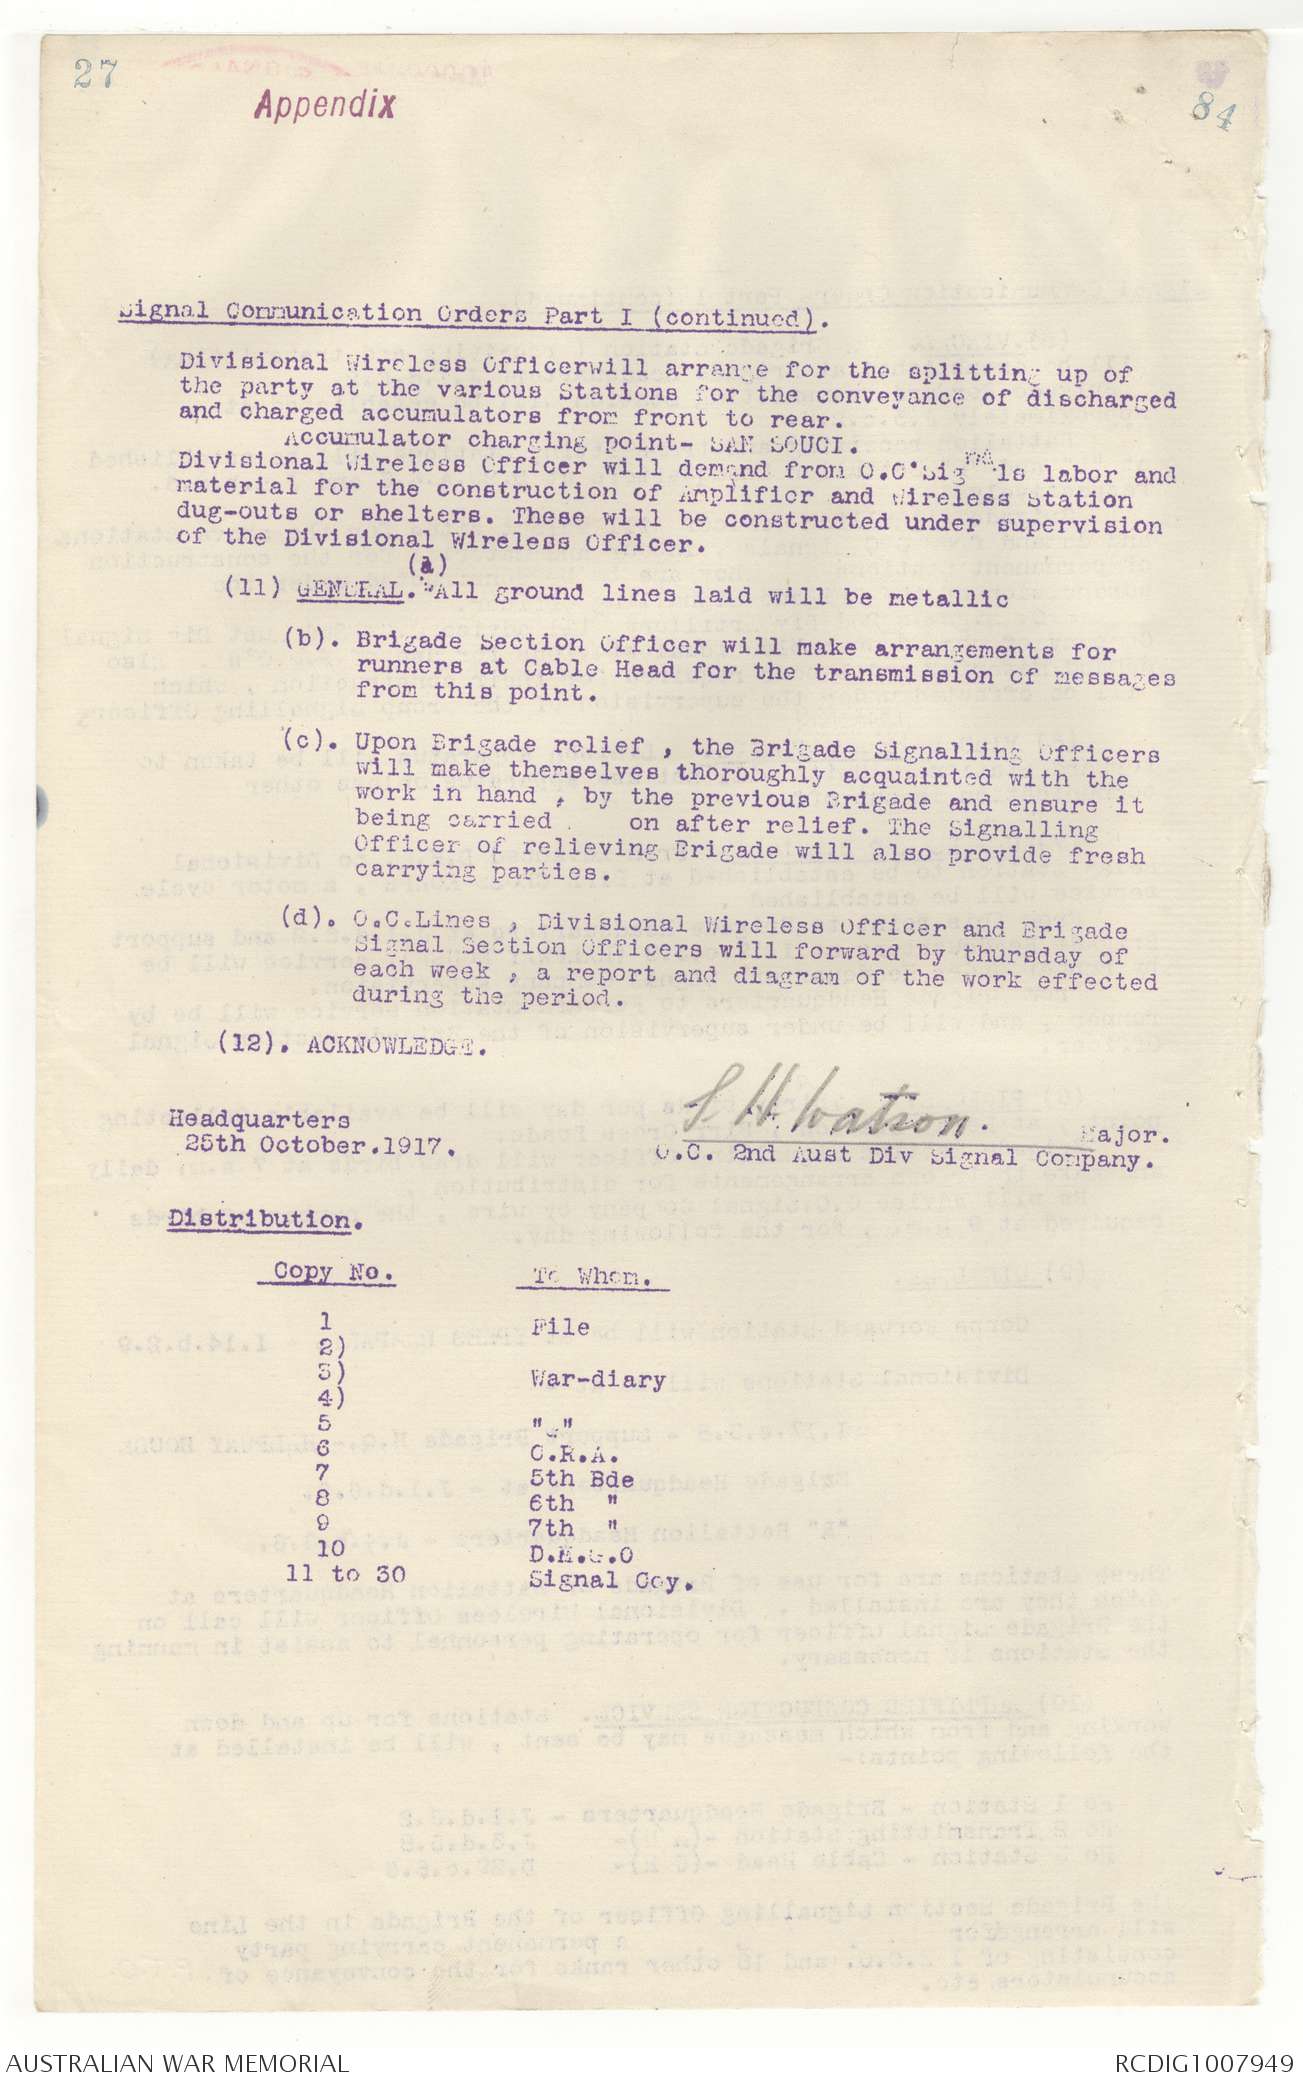 27
Appendix
84
Signal Communication Orders Part I (continued).
Divisional Wireless Officerwill arrange for the splitting up of
the party at the various Stations for the conveyance of discharged
and charged accumulators from front to rear.
Accumulator charging point- SAN SOUCI.
Divisional Wireless Officer will demand from O.C.Signals labor and
material for the construction of Amplifier and Wireless Station
dug-outs or shelters. These will be constructed under supervision
of the Divisional Wireless Officer.
(11) GENERAL. (a) All ground lines laid will be metallic
(b). Brigade Section Officer will make arrangements for
runners at Cable Head for the transmission of messages
from this point.
(c). Upon Brigade relief , the Brigade Signalling Officers
will make themselves thoroughly acquainted with the
work in hand , by the previous Brigade and ensure it
being carried on after relief. The Signalling
Officer of relieving Brigade will also provide fresh
carrying parties.
(d). O.C.Lines , Divisional Wireless Officer and Brigade
Signal Section Officers will forward by thursday of
each week , a report and diagram of the work effected
during the period.
(12). ACKNOWLEDGE.
Headquarters
25th October.1917.
S H Watson.
Major.
O.C. 2nd Aust Div Signal Company.
Distribution.
Copy No. To Whom.
1 File
2)
3) War-diary
4)
5 "G"
6 C.R.A.
7 5th Bde
8 6th "
9 7th "
10 D.M.G.O
11 to 30 Signal Coy.
AUSTRALIAN WAR MEMORIAL
RCDIG1007949